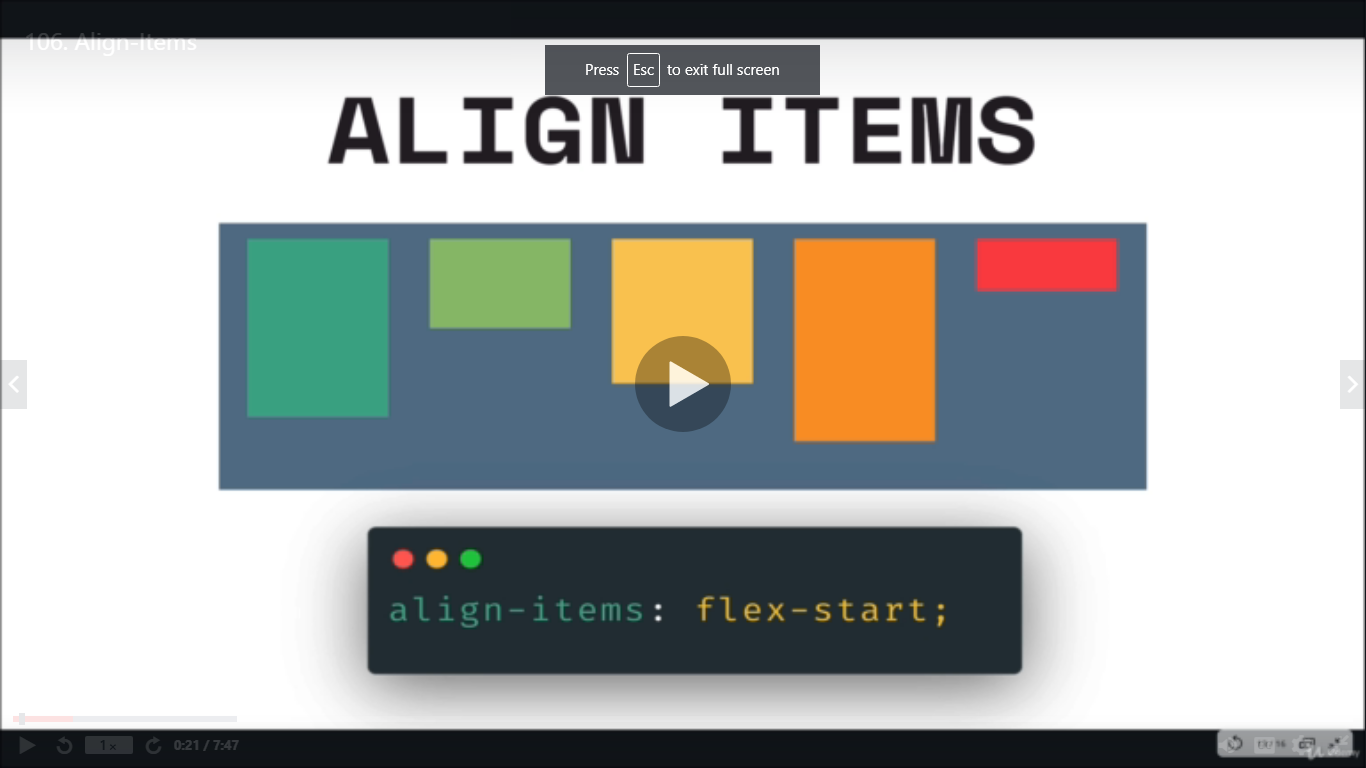 106. Align-Items
Press Esc to exit full screen
ALIGN ITEMS
align-items: flex-start;
1×
0:21 / 7:47